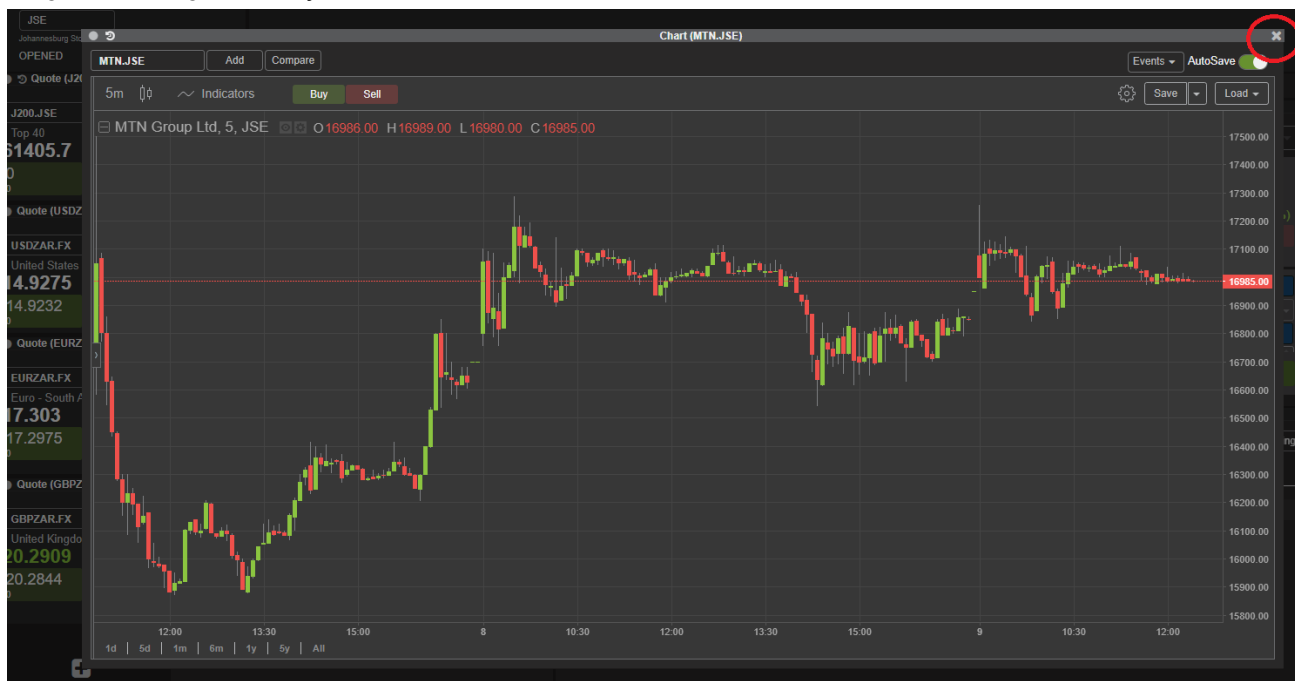 JSE
Johannesburg Sto
OPENED
Quote (J20
J200.JSE
Top 40
61405.7
0
Quote (USDZ
USDZAR.FX
United States
14.9275
14.9232
Quote (EURZ
EURZAR.FX
Euro - South A
17.303
17.2975
Quote (GBPZ
GBPZAR.FX
United Kingdo
20.2909
20.2844
Chart (MTN.JSE)
MTN.JSE Add Compare Events AutoSave
5m Indicators Buy Sell Save Load
MTN Group Ltd, 5, JSE O16986.00 H16989.00 L16980.00 C16985.00
17500.00
17400.00
17300.00
17200.00
17100.00
16985.00
16900.00
16800.00
16700.00
16600.00
16500.00
16400.00
16300.00
16200.00
16100.00
16000.00
15900.00
15800.00
12:00 13:30 15:00 8 10:30 12:00 13:30 15:00 9 10:30 12:00
1d | 5d | 1m | 6m | 1y | 5y | All